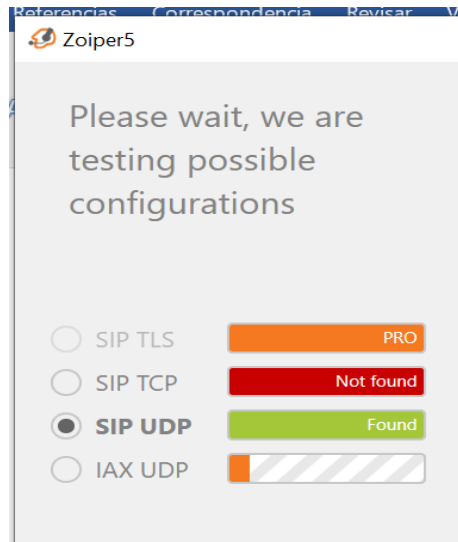 Referencias Correspondencia Revisar
Zoiper5
Please wait, we are
testing possible
configurations
SIP TLS PRO
SIP TCP Not found
SIP UDP Found
IAX UDP